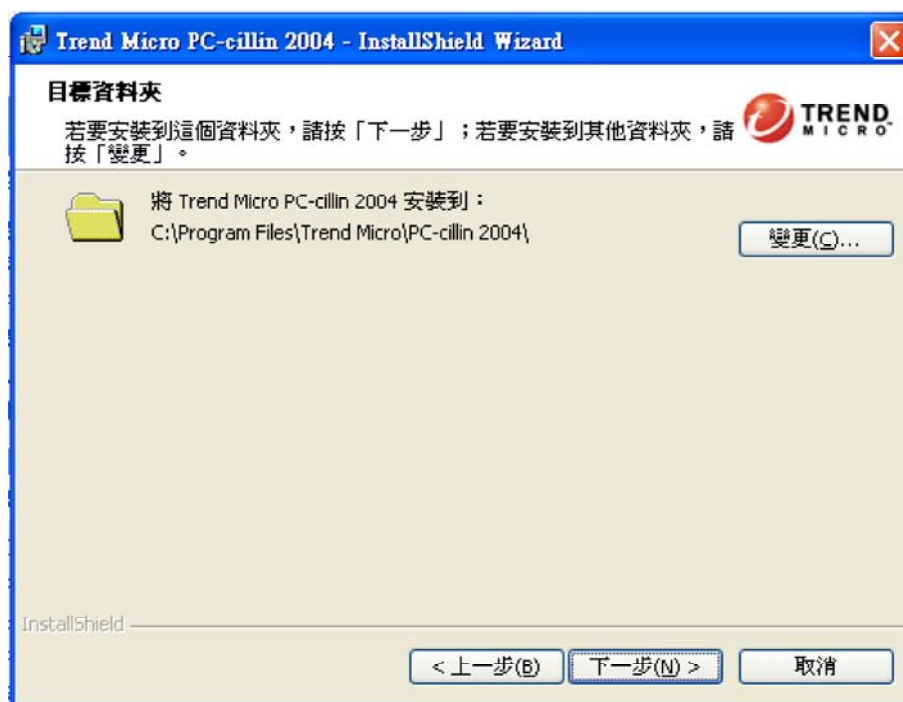 Trend Micro PC-cillin 2004 - InstallShield Wizard
目標資料夾
若要安裝到這個資料夾，請按「下一步」；若要安裝到其他資料夾，請
按「變更」。
TREND
MICRO™
將 Trend Micro PC-cillin 2004 安裝到：
C:\Program Files\Trend Micro\PC-cillin 2004\
變更(C)...
InstallShield
< 上一步(B)
下一步(N) >
取消